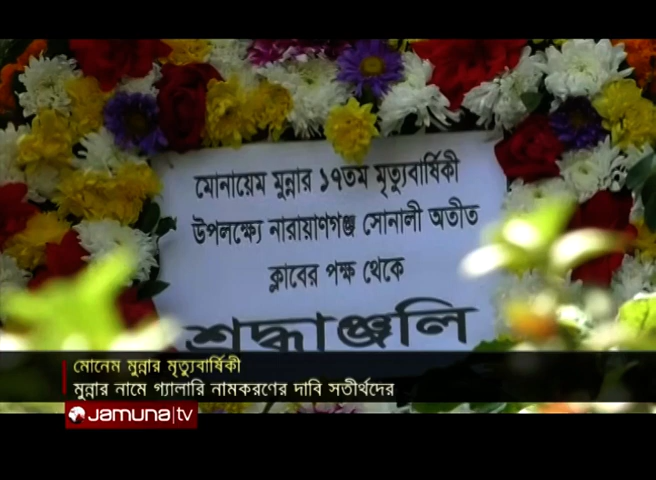 মোনায়েম মুন্নার ১৭তম মৃত্যুবার্ষিকী
উপলক্ষ্যে নারায়ণগঞ্জ সোনালী অতীত
ক্লাবের পক্ষ থেকে
শ্রদ্ধাঞ্জলি
মোনেম মুন্নার মৃত্যুবার্ষিকী
মুন্নার নামে গ্যালারি নামকরণের দাবি সতীর্থদের
JAMUNA|TV